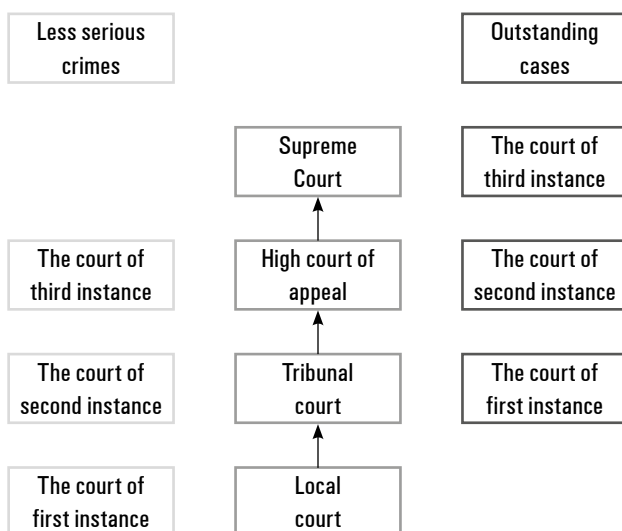 Less serious
crimes
Outstanding
cases
Supreme
Court
The court of
third instance
The court of
third instance
High court of
appeal
The court of
second instance
The court of
second instance
Tribunal
court
The court of
first instance
The court of
first instance
Local
court